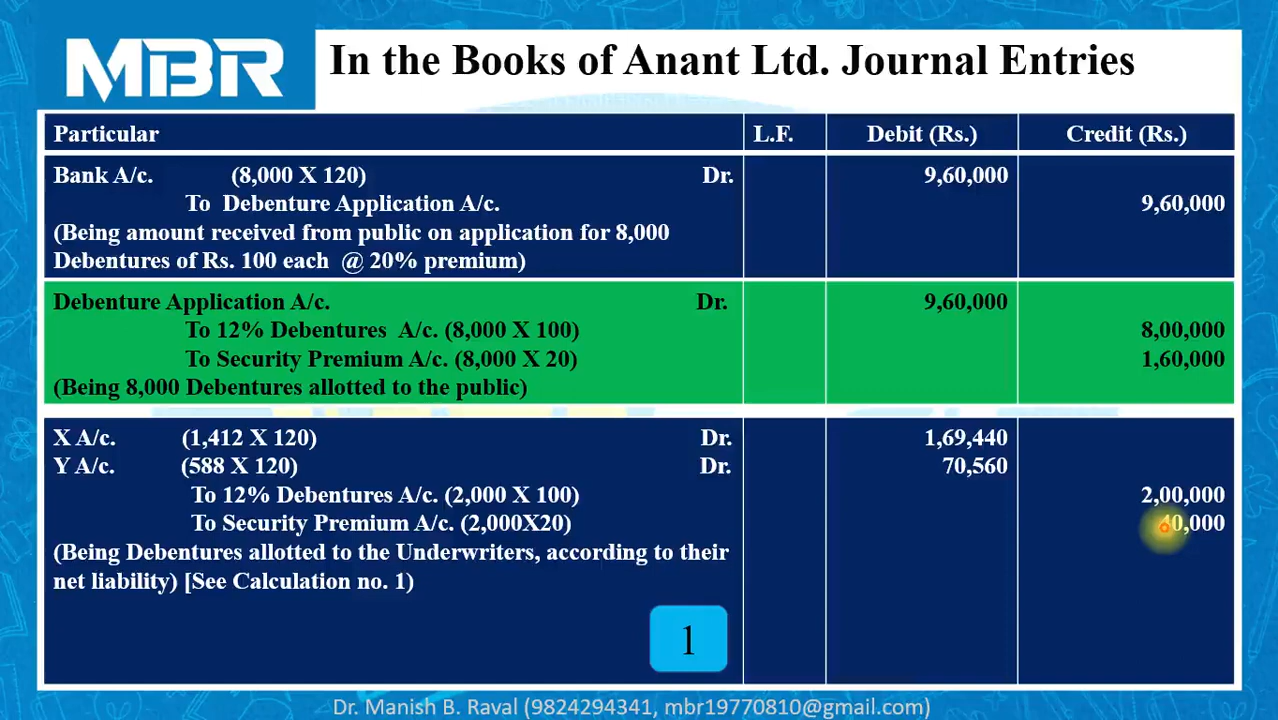 MBR
In the Books of Anant Ltd. Journal Entries
Particular L.F. Debit (Rs.) Credit (Rs.)
Bank A/c. (8,000 X 120) Dr. 9,60,000
To Debenture Application A/c. 9,60,000
(Being amount received from public on application for 8,000
Debentures of Rs. 100 each @ 20% premium)
Debenture Application A/c. Dr. 9,60,000
To 12% Debentures A/c. (8,000 X 100) 8,00,000
To Security Premium A/c. (8,000 X 20) 1,60,000
(Being 8,000 Debentures allotted to the public)
X A/c. (1,412 X 120) Dr. 1,69,440
Y A/c. (588 X 120) Dr. 70,560
To 12% Debentures A/c. (2,000 X 100) 2,00,000
To Security Premium A/c. (2,000X20) 40,000
(Being Debentures allotted to the Underwriters, according to their
net liability) [See Calculation no. 1)
1
Dr. Manish B. Raval (9824294341, mbr19770810@gmail.com)